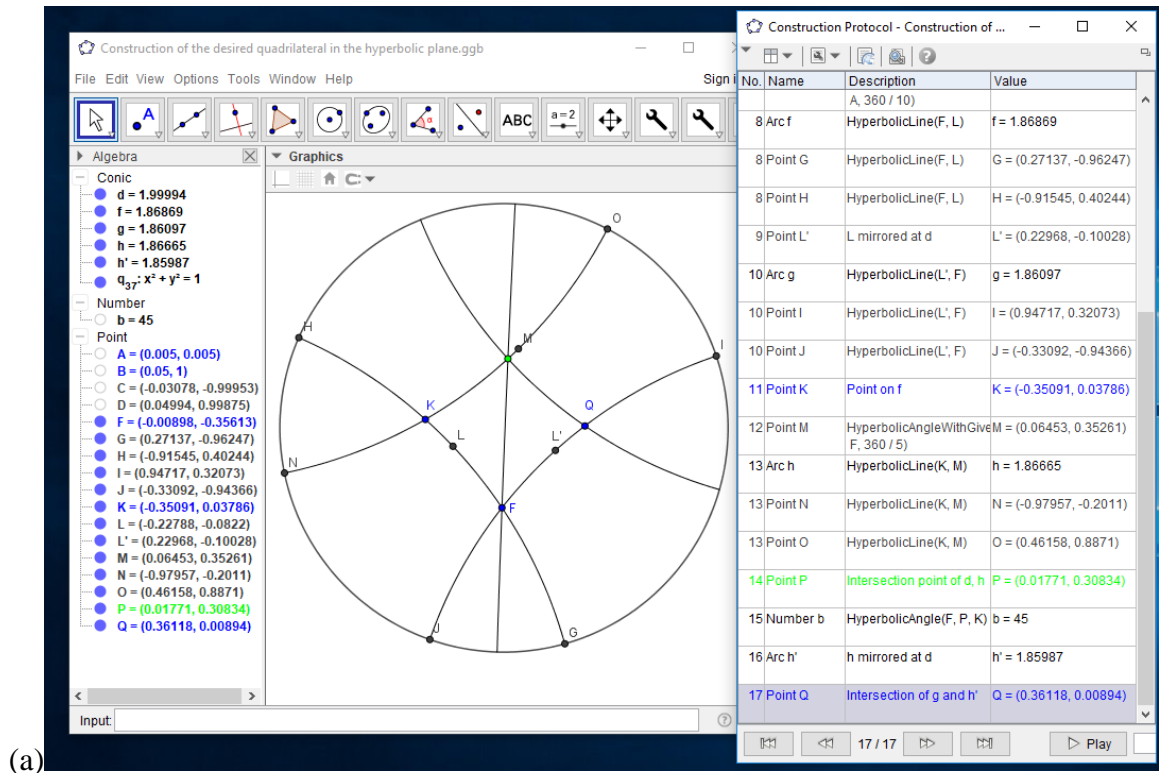 Construction of the desired quadrilateral in the hyperbolic plane.ggb
File Edit View Options Tools Window Help
Sign i
A
ABC
a = 2
Algebra
Conic
d = 1.99994
f = 1.86869
g = 1.86097
h = 1.86665
h' = 1.85987
q37: x² + y² = 1
Number
b = 45
Point
A = (0.005, 0.005)
B = (0.05, 1)
C = (-0.03078, -0.99953)
D = (0.04994, 0.99875)
F = (-0.00898, -0.35613)
G = (0.27137, -0.96247)
H = (-0.91545, 0.40244)
I = (0.94717, 0.32073)
J = (-0.33092, -0.94366)
K = (-0.35091, 0.03786)
L = (-0.22788, -0.0822)
L' = (0.22968, -0.10028)
M = (0.06453, 0.35261)
N = (-0.97957, -0.2011)
O = (0.46158, 0.8871)
P = (0.01771, 0.30834)
Q = (0.36118, 0.00894)
Graphics
O
H
M
I
K
Q
L
L'
N
F
J
G
Input:
Construction Protocol - Construction of ...
No. Name Description Value
A, 360 / 10)
8 Arc f HyperbolicLine(F, L) f = 1.86869
8 Point G HyperbolicLine(F, L) G = (0.27137, -0.96247)
8 Point H HyperbolicLine(F, L) H = (-0.91545, 0.40244)
9 Point L' L mirrored at d L' = (0.22968, -0.10028)
10 Arc g HyperbolicLine(L', F) g = 1.86097
10 Point I HyperbolicLine(L', F) I = (0.94717, 0.32073)
10 Point J HyperbolicLine(L', F) J = (-0.33092, -0.94366)
11 Point K Point on f K = (-0.35091, 0.03786)
12 Point M HyperbolicAngleWithGive M = (0.06453, 0.35261)
F, 360 / 5)
13 Arc h HyperbolicLine(K, M) h = 1.86665
13 Point N HyperbolicLine(K, M) N = (-0.97957, -0.2011)
13 Point O HyperbolicLine(K, M) O = (0.46158, 0.8871)
14 Point P Intersection point of d, h P = (0.01771, 0.30834)
15 Number b HyperbolicAngle(F, P, K) b = 45
16 Arc h' h mirrored at d h' = 1.85987
17 Point Q Intersection of g and h' Q = (0.36118, 0.00894)
17 / 17
Play
(a)